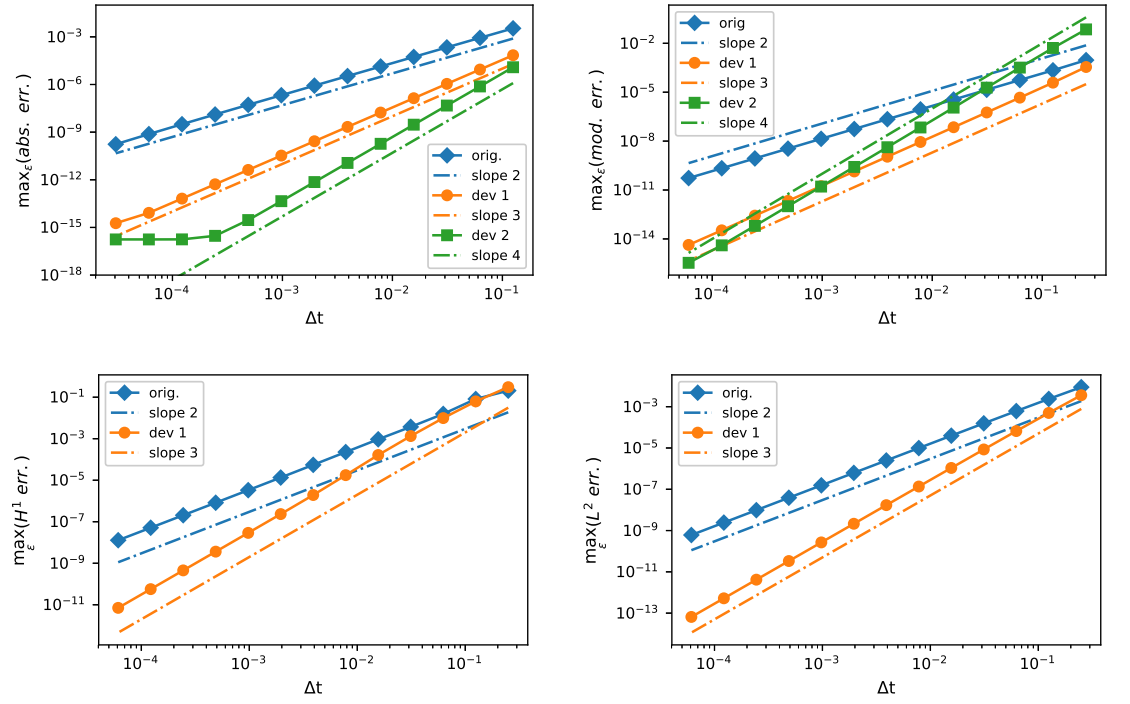 max_ε(abs. err.)
10^-3
10^-6
10^-9
10^-12
10^-15
10^-18
orig.
slope 2
dev 1
slope 3
dev 2
slope 4
10^-4
10^-3
10^-2
10^-1
Δt
max_ε(mod. err.)
10^-2
10^-5
10^-8
10^-11
10^-14
orig
slope 2
dev 1
slope 3
dev 2
slope 4
10^-4
10^-3
10^-2
10^-1
Δt
max_ε(H^1 err.)
10^-1
10^-3
10^-5
10^-7
10^-9
10^-11
orig.
slope 2
dev 1
slope 3
10^-4
10^-3
10^-2
10^-1
Δt
max_ε(L^2 err.)
10^-3
10^-5
10^-7
10^-9
10^-11
10^-13
orig.
slope 2
dev 1
slope 3
10^-4
10^-3
10^-2
10^-1
Δt